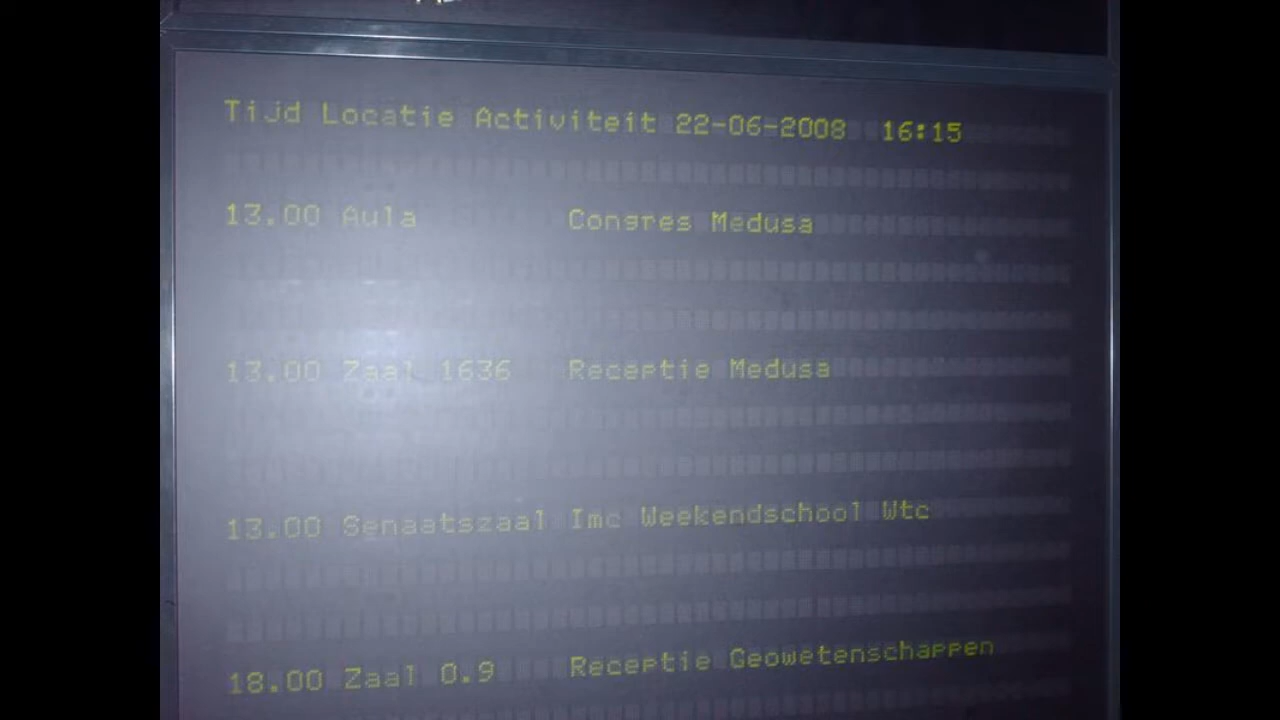 Tijd Locatie Activiteit 22-06-2008 16:15
13.00 Aula Congres Medusa
13.00 Zaal 1636 Receptie Medusa
13.00 Senaatszaal Imc Weekendschool Wtc
18.00 Zaal 0.9 Receptie Geowetenschappen